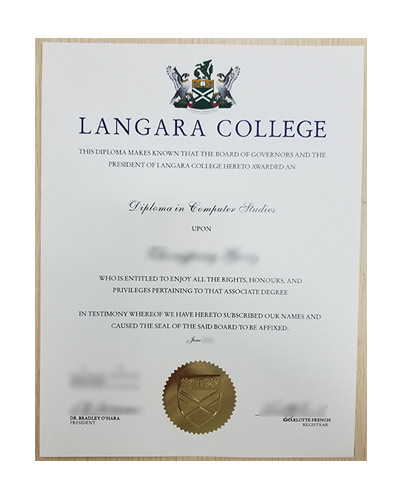 LANGARA COLLEGE
THIS DIPLOMA MAKES KNOWN THAT THE BOARD OF GOVERNORS AND THE
PRESIDENT OF LANGARA COLLEGE HERETO AWARDED AN
Diploma in Computer Studies
UPON
WHO IS ENTITLED TO ENJOY ALL THE RIGHTS, HONOURS, AND
PRIVILEGES PERTAINING TO THAT ASSOCIATE DEGREE
IN TESTIMONY WHEREOF WE HAVE HERETO SUBSCRIBED OUR NAMES AND
CAUSED THE SEAL OF THE SAID BOARD TO BE AFFIXED.
June
DR. BRADLEY O'HARA
PRESIDENT
CHARLOTTE FRENCH
REGISTRAR